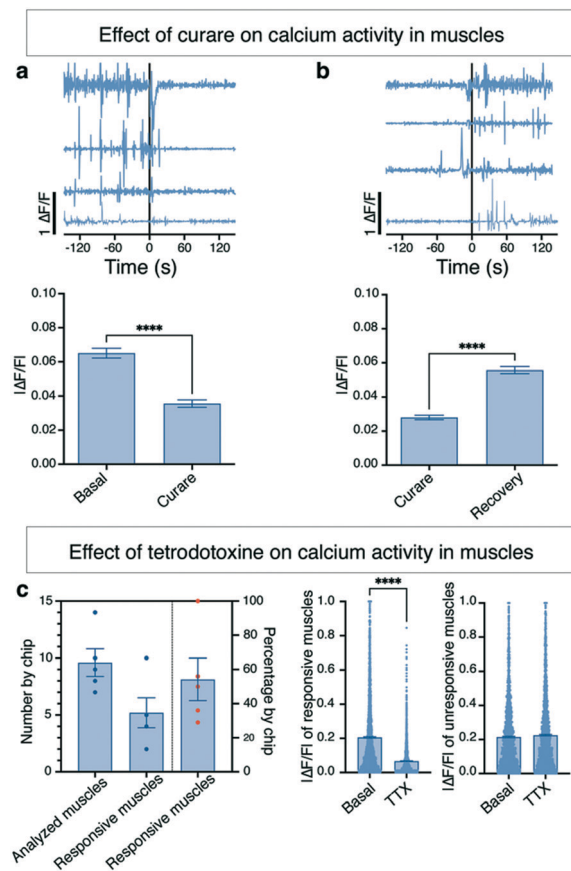 Effect of curare on calcium activity in muscles
a
b
1 ΔF/F
-120 -60 0 60 120
Time (s)
1 ΔF/F
-120 -60 0 60 120
Time (s)
0.10
0.08
0.06
0.04
0.02
0.00
|ΔF/F|
****
Basal
Curare
0.10
0.08
0.06
0.04
0.02
0.00
|ΔF/F|
****
Curare
Recovery
Effect of tetrodotoxine on calcium activity in muscles
c
Number by chip
15
10
5
0
100
80
60
40
20
0
Percentage by chip
Analyzed muscles
Responsive muscles
Responsive muscles
|ΔF/F| of responsive muscles
1.0
0.8
0.6
0.4
0.2
0.0
****
Basal
TTX
|ΔF/F| of unresponsive muscles
1.0
0.8
0.6
0.4
0.2
0.0
Basal
TTX